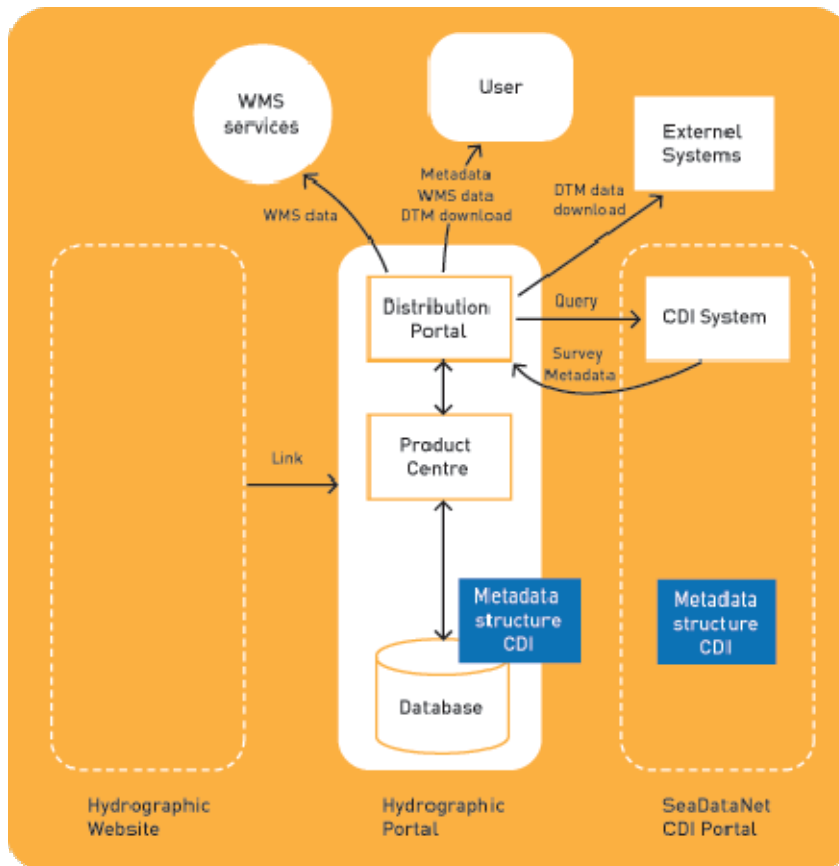 WMS
services
User
Externel
Systems
Metadata
WMS data
DTM download
WMS data
DTM data
download
Distribution
Portal
Query
CDI System
Survey
Metadata
Product
Centre
Link
Metadata
structure
CDI
Metadata
structure
CDI
Database
Hydrographic
Website
Hydrographic
Portal
SeaDataNet
CDI Portal